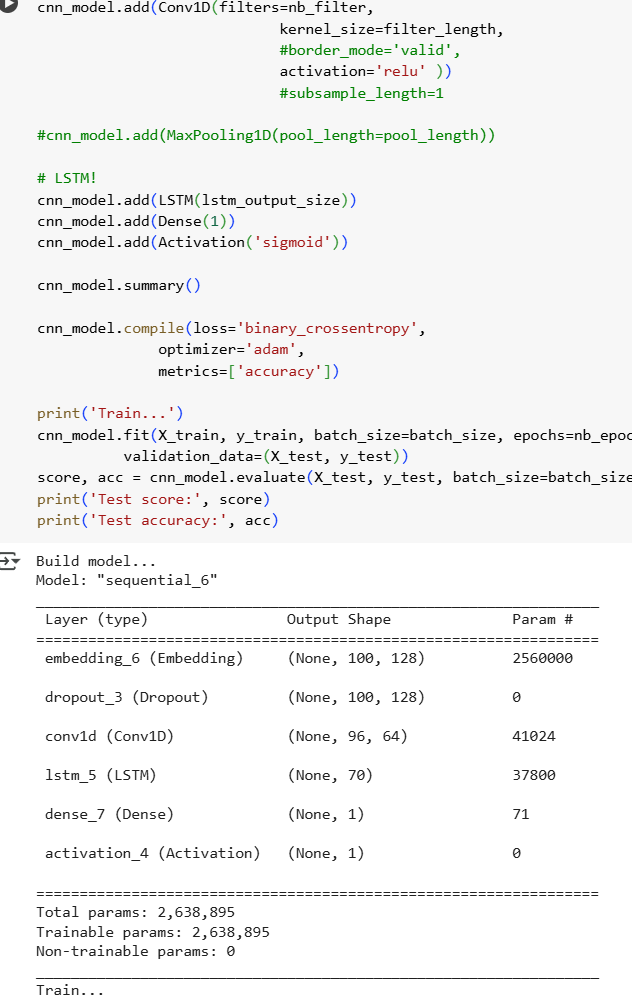 cnn_model.add(Conv1D(filters=nb_filter,
kernel_size=filter_length,
#border_mode='valid',
activation='relu' ))
#subsample_length=1
#cnn_model.add(MaxPooling1D(pool_length=pool_length))
# LSTM!
cnn_model.add(LSTM(lstm_output_size))
cnn_model.add(Dense(1))
cnn_model.add(Activation('sigmoid'))
cnn_model.summary()
cnn_model.compile(loss='binary_crossentropy',
optimizer='adam',
metrics=['accuracy'])
print('Train...')
cnn_model.fit(X_train, y_train, batch_size=batch_size, epochs=nb_epoc
validation_data=(X_test, y_test))
score, acc = cnn_model.evaluate(X_test, y_test, batch_size=batch_size
print('Test score:', score)
print('Test accuracy:', acc)
Build model...
Model: "sequential_6"
_________________________________________________________________
Layer (type) Output Shape Param #
=================================================================
embedding_6 (Embedding) (None, 100, 128) 2560000
dropout_3 (Dropout) (None, 100, 128) 0
conv1d (Conv1D) (None, 96, 64) 41024
lstm_5 (LSTM) (None, 70) 37800
dense_7 (Dense) (None, 1) 71
activation_4 (Activation) (None, 1) 0
=================================================================
Total params: 2,638,895
Trainable params: 2,638,895
Non-trainable params: 0
_________________________________________________________________
Train...